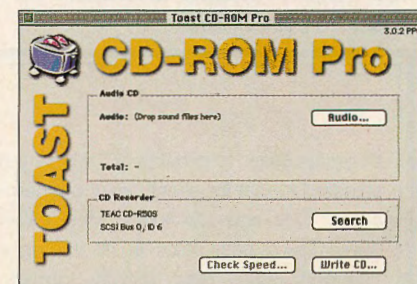 Toast CD-ROM Pro
3.0.2 PP
CD-ROM Pro
TOAST
Audio CD
Audio: (Drop sound files here)
Audio...
Total: -
CD Recorder
TEAC CD-R50S
SCSI Bus 0, ID 6
Search
Check Speed...
Write CD...